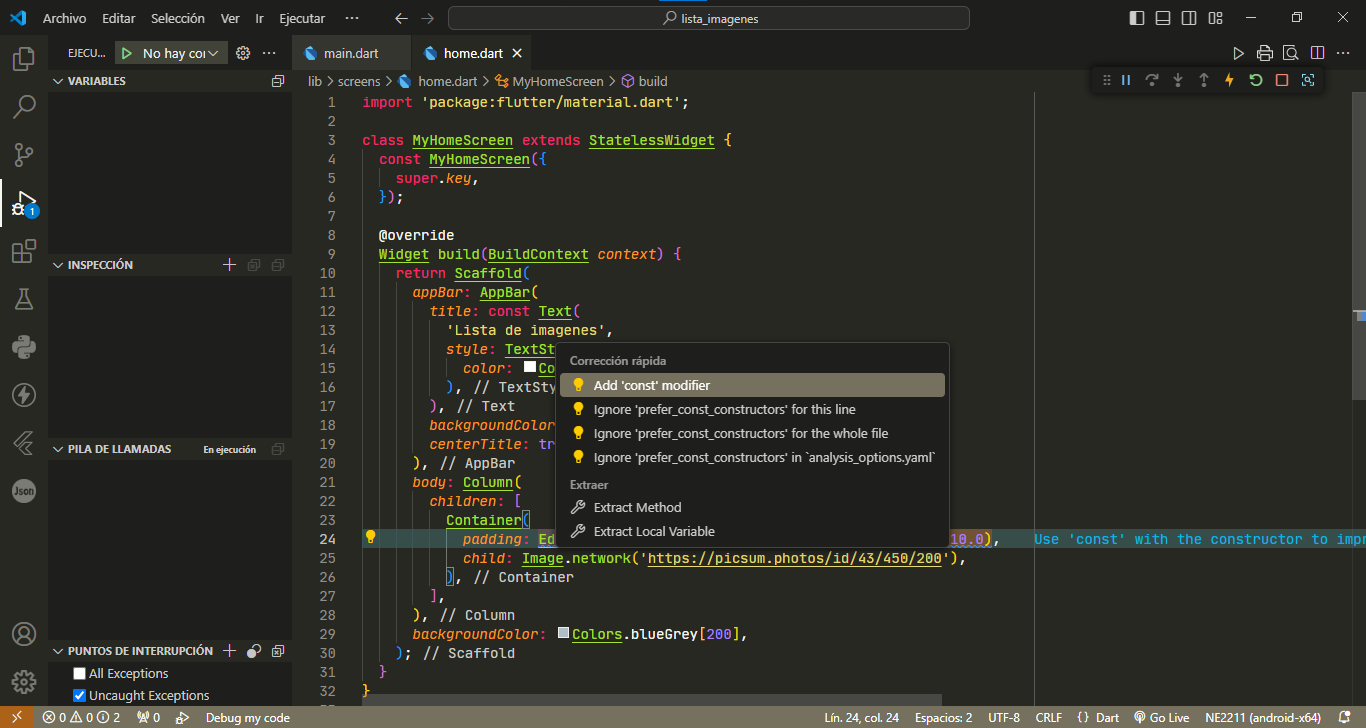 Archivo Editar Selección Ver Ir Ejecutar ··· lista_imagenes
EJECU... No hay cor ···
main.dart home.dart
lib > screens > home.dart > MyHomeScreen > build
VARIABLES
INSPECCIÓN
PILA DE LLAMADAS En ejecución
PUNTOS DE INTERRUPCIÓN
All Exceptions
Uncaught Exceptions
1
Json
1 import 'package:flutter/material.dart';
2
3 class MyHomeScreen extends StatelessWidget {
4 const MyHomeScreen({
5 super.key,
6 });
7
8 @override
9 Widget build(BuildContext context) {
10 return Scaffold(
11 appBar: AppBar(
12 title: const Text(
13 'Lista de imagenes',
14 style: TextSt
15 color: Co
16 ), // TextSty
17 ), // Text
18 backgroundColor
19 centerTitle: tr
20 ), // AppBar
21 body: Column(
22 children: [
23 Container(
24 padding: Ed 10.0), Use 'const' with the constructor to impr
25 child: Image.network('https://picsum.photos/id/43/450/200'),
26 ), // Container
27 ],
28 ), // Column
29 backgroundColor: Colors.blueGrey[200],
30 ); // Scaffold
31 }
32 }
Corrección rápida
Add 'const' modifier
Ignore 'prefer_const_constructors' for this line
Ignore 'prefer_const_constructors' for the whole file
Ignore 'prefer_const_constructors' in `analysis_options.yaml`
Extraer
Extract Method
Extract Local Variable
0 0 2 0 Debug my code Lín. 24, col. 24 Espacios: 2 UTF-8 CRLF {} Dart Go Live NE2211 (android-x64)